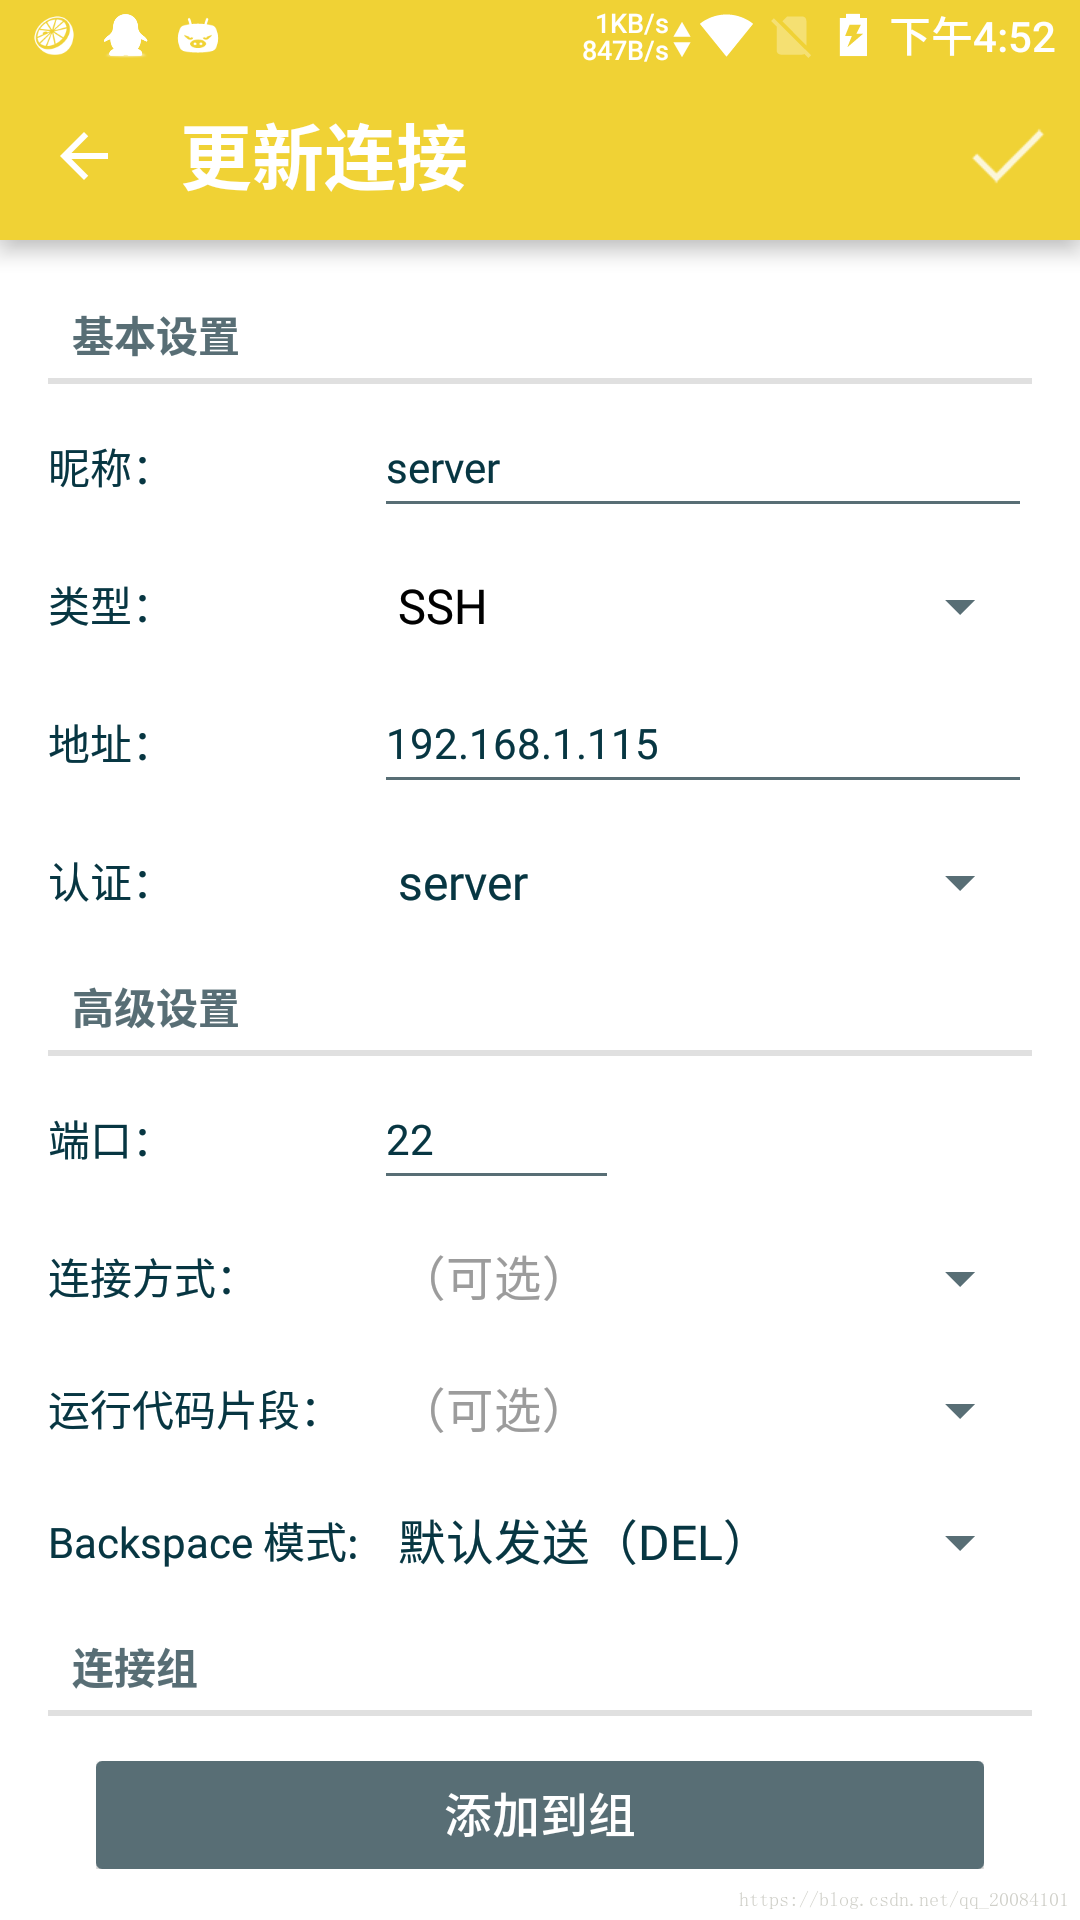 1KB/s
847B/s
下午4:52
更新连接
基本设置
昵称： server
类型： SSH
地址： 192.168.1.115
认证： server
高级设置
端口： 22
连接方式： （可选）
运行代码片段： （可选）
Backspace 模式: 默认发送（DEL）
连接组
添加到组
https://blog.csdn.net/qq_20084101